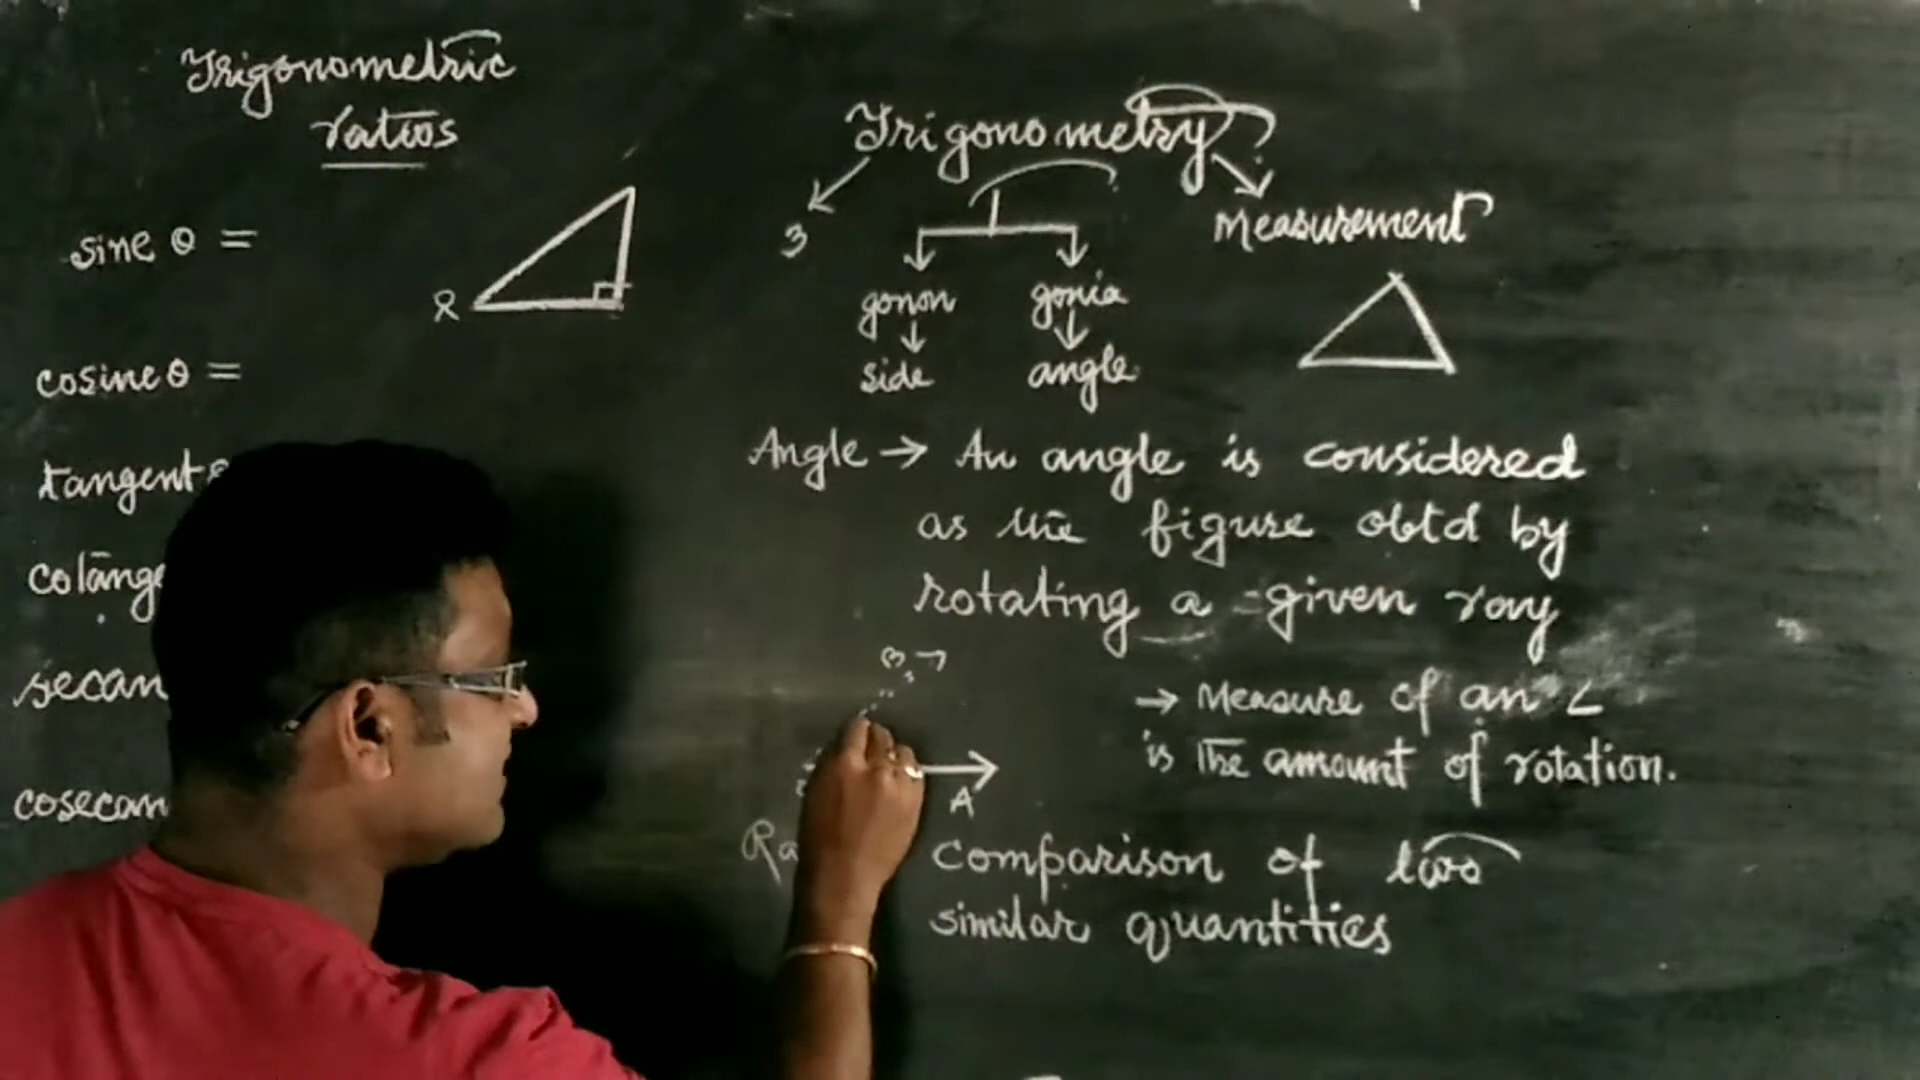 Trigonometric
ratios
sine θ =
cosine θ =
tangent θ
cotange
secan
cosecan
Trigonometry
3
Measurement
gonon gonia
side angle
Angle → An angle is considered
as the figure obtd by
rotating a given ray
B
A
→ Measure of an ∠
is the amount of rotation.
Ra
Comparison of two
similar quantities